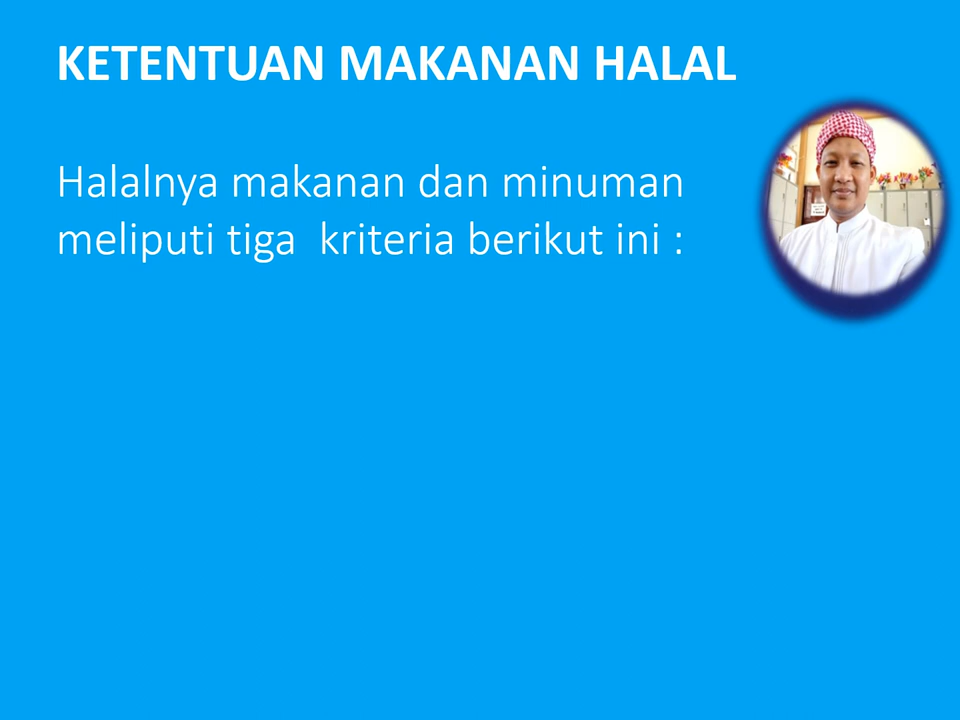 KETENTUAN MAKANAN HALAL
Halalnya makanan dan minuman
meliputi tiga  kriteria berikut ini :